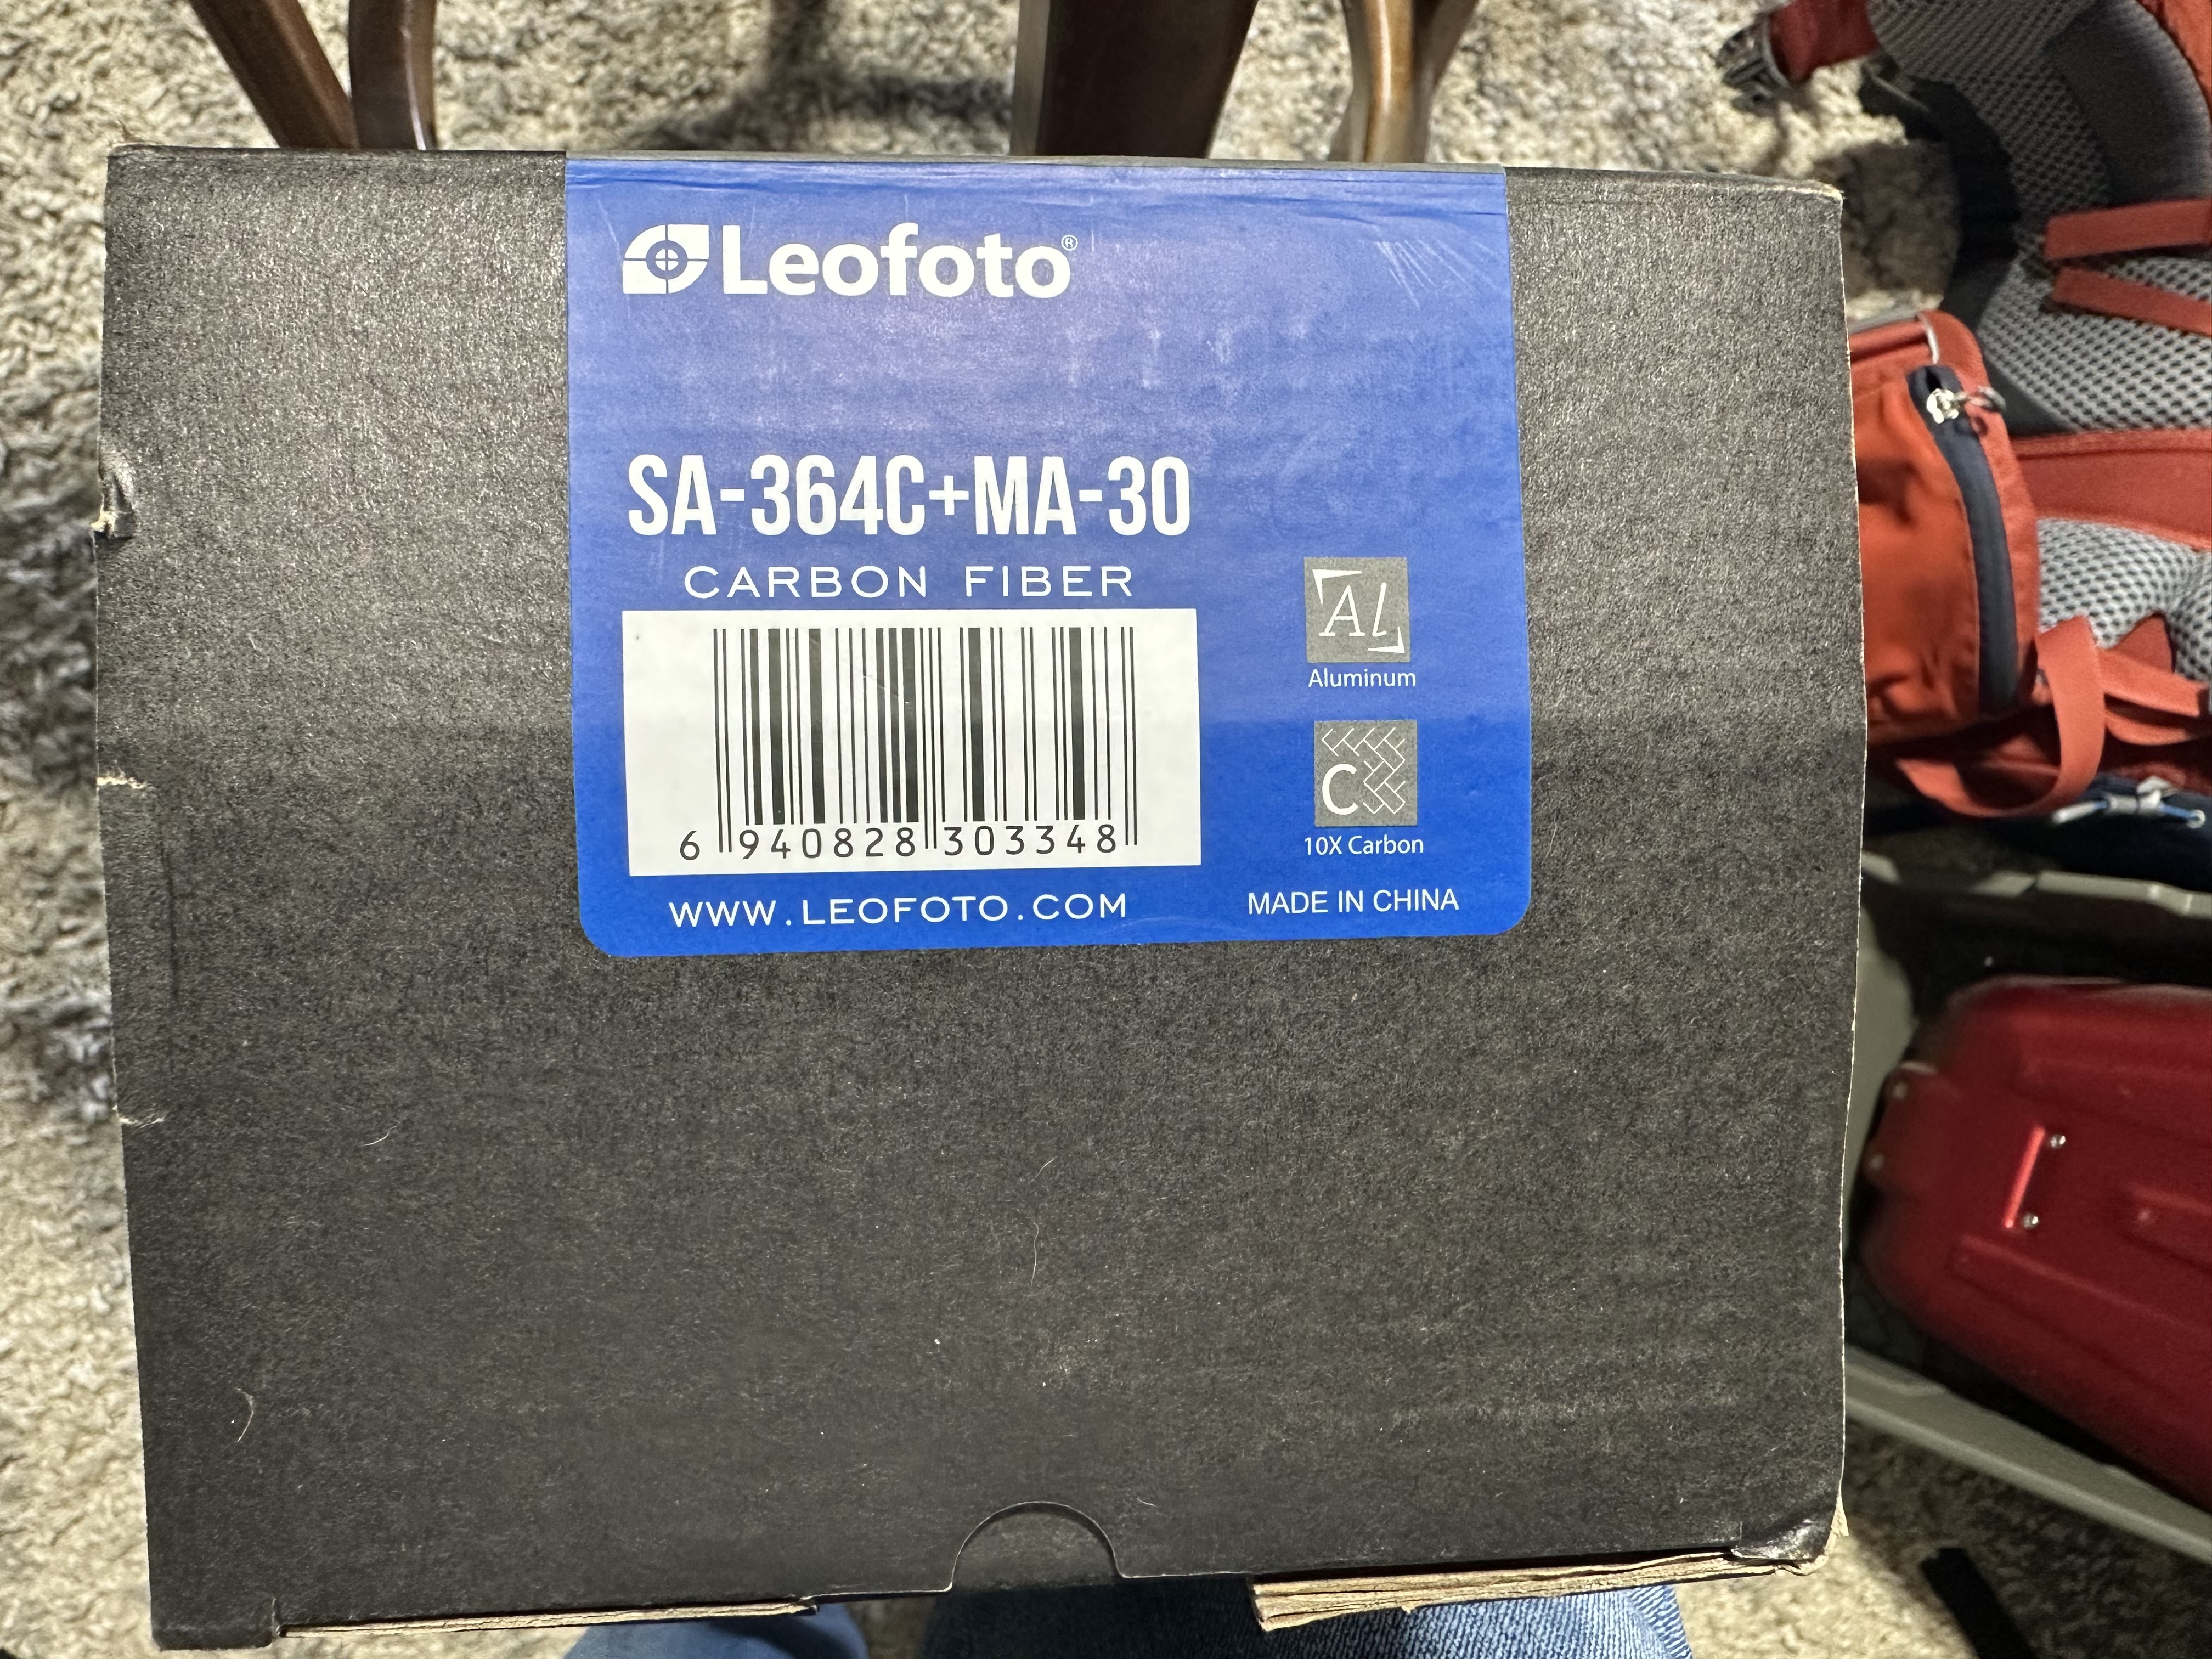 Leofoto®
SA-364C+MA-30
CARBON FIBER
Al
Aluminum
C
10X Carbon
6 940828 303348
WWW.LEOFOTO.COM
MADE IN CHINA